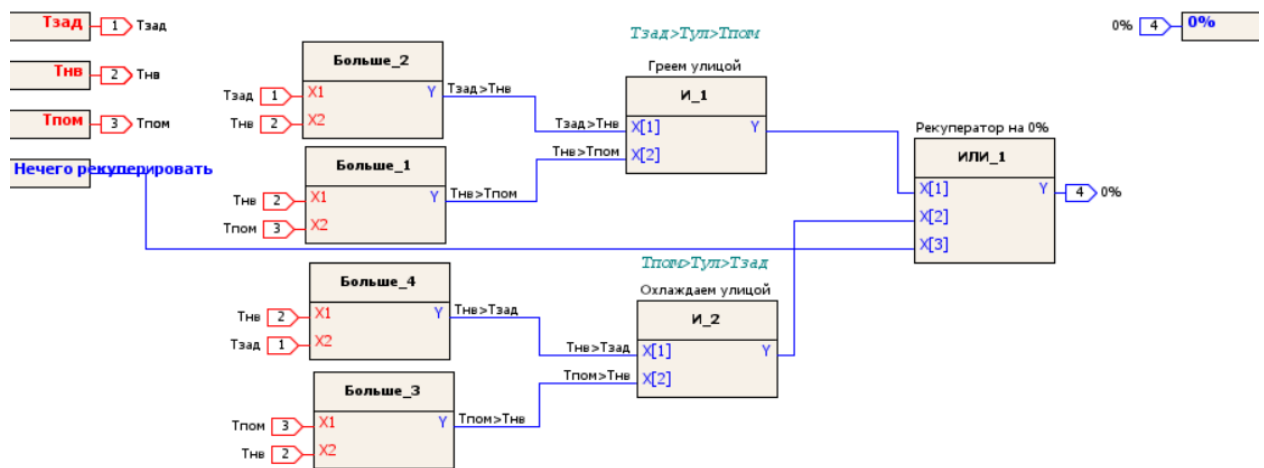 Тзад 1 Тзад
0% 4 0%
Тнв 2 Тнв
Тпом 3 Тпом
Нечего рекуперировать
Больше_2
Тзад 1 X1 Y Тзад>Тнв
Тнв 2 X2
Больше_1
Тнв 2 X1 Y Тнв>Тпом
Тпом 3 X2
Тзад>Тул>Тпом
Греем улицой
И_1
Тзад>Тнв X[1] Y
Тнв>Тпом X[2]
Рекуператор на 0%
ИЛИ_1
X[1] Y 4 0%
X[2]
X[3]
Больше_4
Тнв 2 X1 Y Тнв>Тзад
Тзад 1 X2
Больше_3
Тпом 3 X1 Y Тпом>Тнв
Тнв 2 X2
Тпом>Тул>Тзад
Охлаждаем улицой
И_2
Тнв>Тзад X[1] Y
Тпом>Тнв X[2]